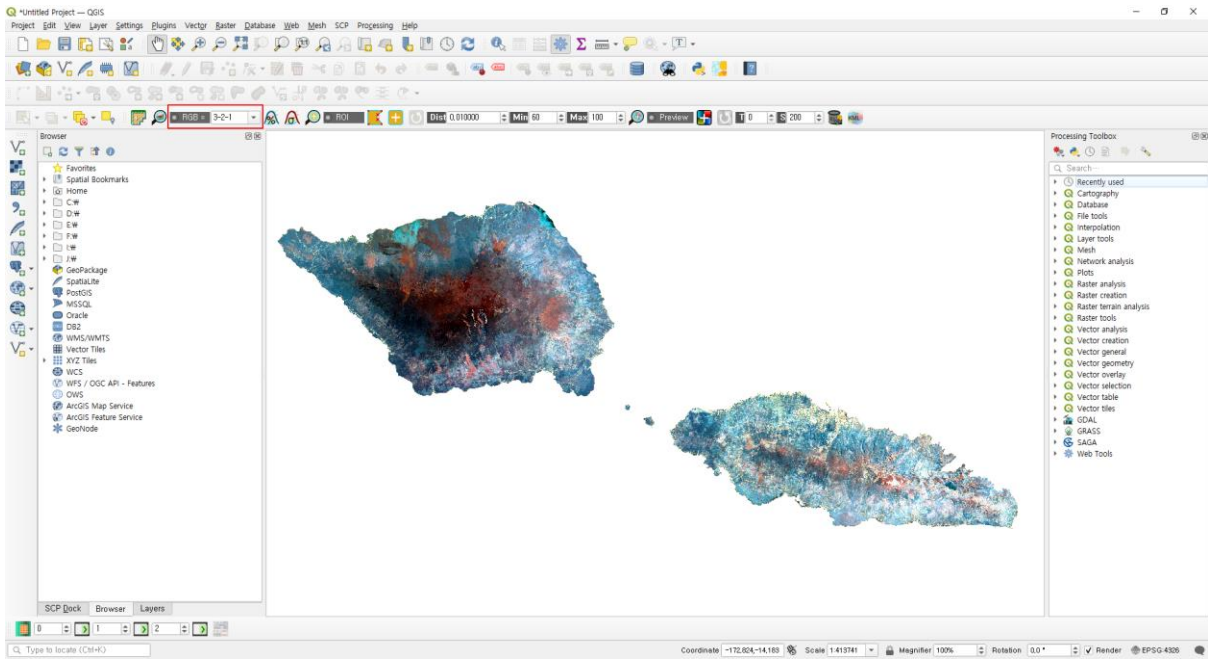 *Untitled Project — QGIS
Project Edit View Layer Settings Plugins Vector Raster Database Web Mesh SCP Processing Help
RGB = 3-2-1 ROI Dist 0,010000 Min 60 Max 100 Preview T 0 S 200 KML
Browser
Favorites
Spatial Bookmarks
Home
C:₩
D:₩
E:₩
F:₩
I:₩
J:₩
GeoPackage
SpatiaLite
PostGIS
MSSQL
Oracle
DB2
WMS/WMTS
Vector Tiles
XYZ Tiles
WCS
WFS / OGC API - Features
OWS
ArcGIS Map Service
ArcGIS Feature Service
GeoNode
SCP Dock Browser Layers
Processing Toolbox
Search…
Recently used
Cartography
Database
File tools
Interpolation
Layer tools
Mesh
Network analysis
Plots
Raster analysis
Raster creation
Raster terrain analysis
Raster tools
Vector analysis
Vector creation
Vector general
Vector geometry
Vector overlay
Vector selection
Vector table
Vector tiles
GDAL
GRASS
SAGA
Web Tools
0 1 2
Type to locate (Ctrl+K)
Coordinate -172,824,-14,183 Scale 1:413741 Magnifier 100% Rotation 0,0 ° Render EPSG:4326